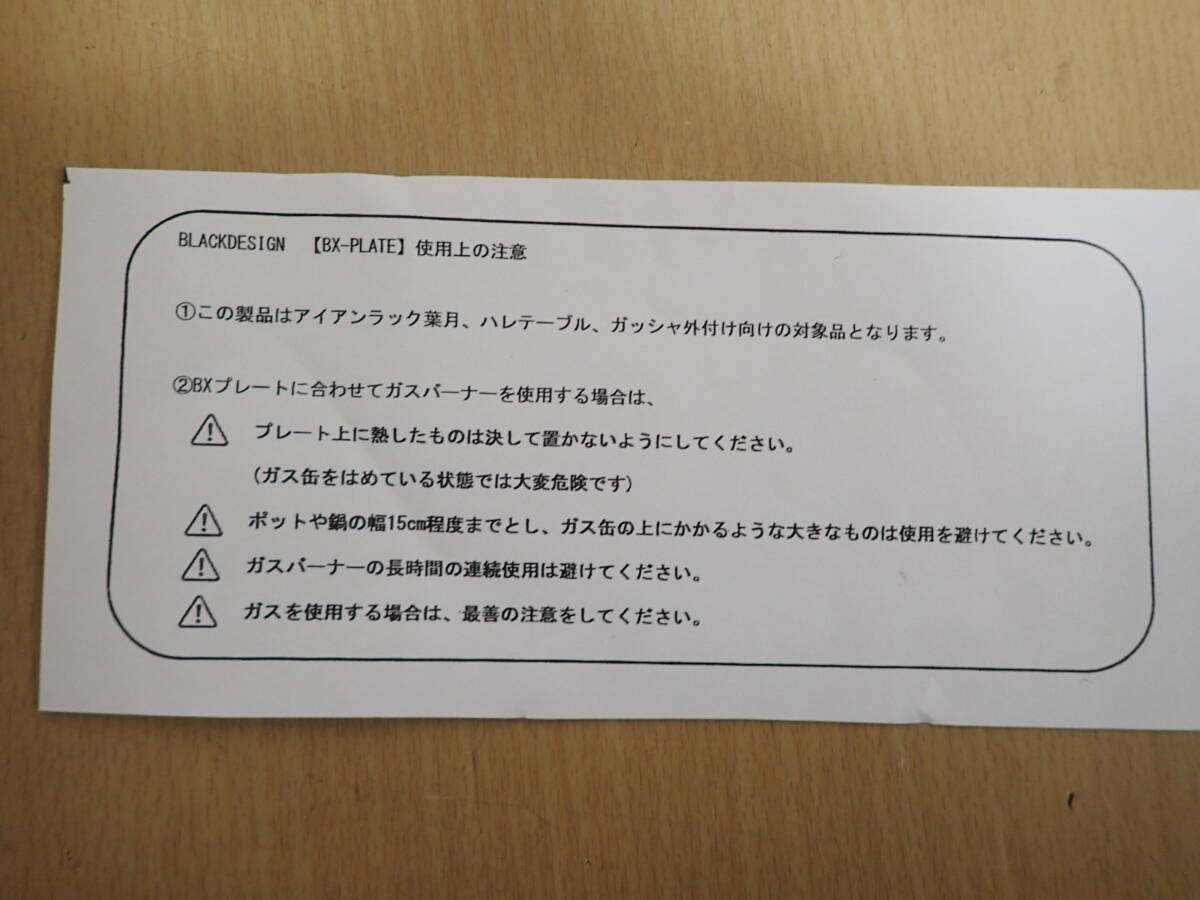 BLACKDESIGN 【BX-PLATE】使用上の注意
①この製品はアイアンラック葉月、ハレテーブル、ガッシャ外付け向けの対象品となります。
②BXプレートに合わせてガスバーナーを使用する場合は、
プレート上に熱したものは決して置かないようにしてください。
(ガス缶をはめている状態では大変危険です)
ポットや鍋の幅15cm程度までとし、ガス缶の上にかかるような大きなものは使用を避けてください。
ガスバーナーの長時間の連続使用は避けてください。
ガスを使用する場合は、最善の注意をしてください。